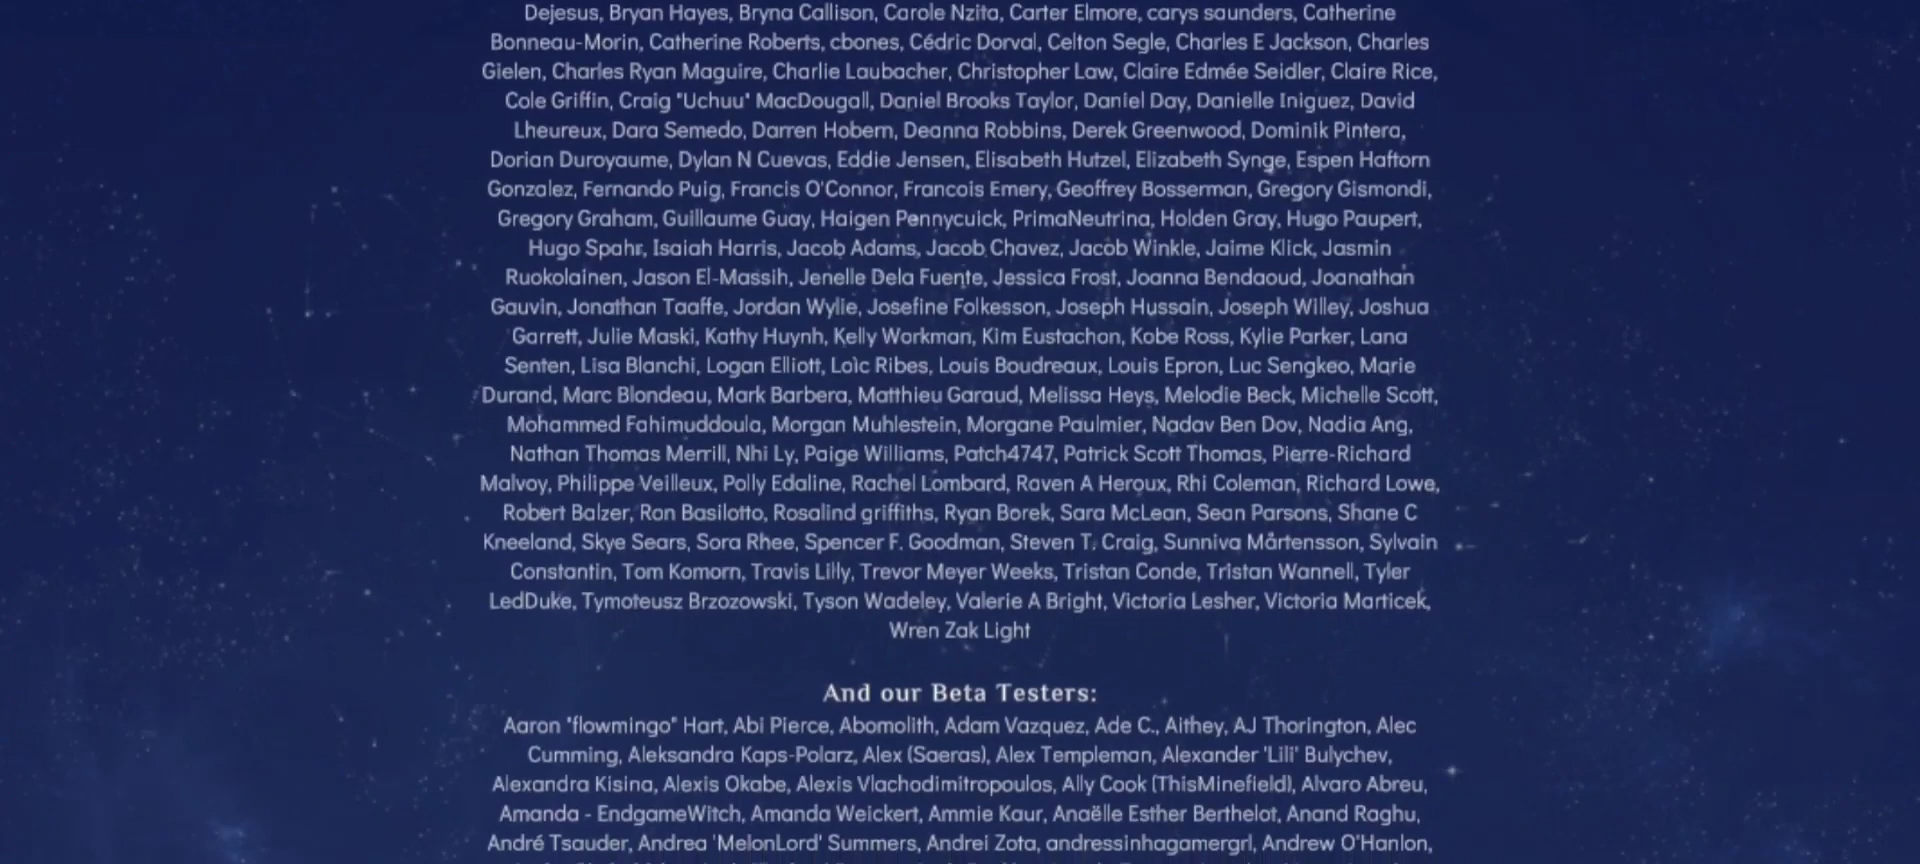 Dejesus, Bryan Hayes, Bryna Callison, Carole Nzita, Carter Elmore, carys saunders, Catherine
Bonneau-Morin, Catherine Roberts, cbones, Cédric Dorval, Celton Segle, Charles E Jackson, Charles
Gielen, Charles Ryan Maguire, Charlie Laubacher, Christopher Law, Claire Edmée Seidler, Claire Rice,
Cole Griffin, Craig "Uchuu" MacDougall, Daniel Brooks Taylor, Daniel Day, Danielle Iniguez, David
Lheureux, Dara Semedo, Darren Hobern, Deanna Robbins, Derek Greenwood, Dominik Pintera,
Dorian Duroyaume, Dylan N Cuevas, Eddie Jensen, Elisabeth Hutzel, Elizabeth Synge, Espen Haftorn
Gonzalez, Fernando Puig, Francis O'Connor, Francois Emery, Geoffrey Bosserman, Gregory Gismondi,
Gregory Graham, Guillaume Guay, Haigen Pennycuick, PrimaNeutrina, Holden Gray, Hugo Paupert,
Hugo Spahr, Isaiah Harris, Jacob Adams, Jacob Chavez, Jacob Winkle, Jaime Klick, Jasmin
Ruokolainen, Jason El-Massih, Jenelle Dela Fuente, Jessica Frost, Joanna Bendaoud, Joanathan
Gauvin, Jonathan Taaffe, Jordan Wylie, Josefine Folkesson, Joseph Hussain, Joseph Willey, Joshua
Garrett, Julie Maski, Kathy Huynh, Kelly Workman, Kim Eustachon, Kobe Ross, Kylie Parker, Lana
Senten, Lisa Blanchi, Logan Elliott, Loìc Ribes, Louis Boudreaux, Louis Epron, Luc Sengkeo, Marie
Durand, Marc Blondeau, Mark Barbera, Matthieu Garaud, Melissa Heys, Melodie Beck, Michelle Scott,
Mohammed Fahimuddoula, Morgan Muhlestein, Morgane Paulmier, Nadav Ben Dov, Nadia Ang,
Nathan Thomas Merrill, Nhi Ly, Paige Williams, Patch4747, Patrick Scott Thomas, Pierre-Richard
Malvoy, Philippe Veilleux, Polly Edaline, Rachel Lombard, Raven A Heroux, Rhi Coleman, Richard Lowe,
Robert Balzer, Ron Basilotto, Rosalind griffiths, Ryan Borek, Sara McLean, Sean Parsons, Shane C
Kneeland, Skye Sears, Sora Rhee, Spencer F. Goodman, Steven T. Craig, Sunniva Mårtensson, Sylvain
Constantin, Tom Komorn, Travis Lilly, Trevor Meyer Weeks, Tristan Conde, Tristan Wannell, Tyler
LedDuke, Tymoteusz Brzozowski, Tyson Wadeley, Valerie A Bright, Victoria Lesher, Victoria Marticek,
Wren Zak Light
And our Beta Testers:
Aaron "flowmingo" Hart, Abi Pierce, Abomolith, Adam Vazquez, Ade C., Aithey, AJ Thorington, Alec
Cumming, Aleksandra Kaps-Polarz, Alex (Saeras), Alex Templeman, Alexander 'Lili' Bulychev,
Alexandra Kisina, Alexis Okabe, Alexis Vlachodimitropoulos, Ally Cook (ThisMinefield), Alvaro Abreu,
Amanda - EndgameWitch, Amanda Weickert, Ammie Kaur, Anaëlle Esther Berthelot, Anand Raghu,
André Tsauder, Andrea 'MelonLord' Summers, Andrei Zota, andressinhagamergrl, Andrew O'Hanlon,